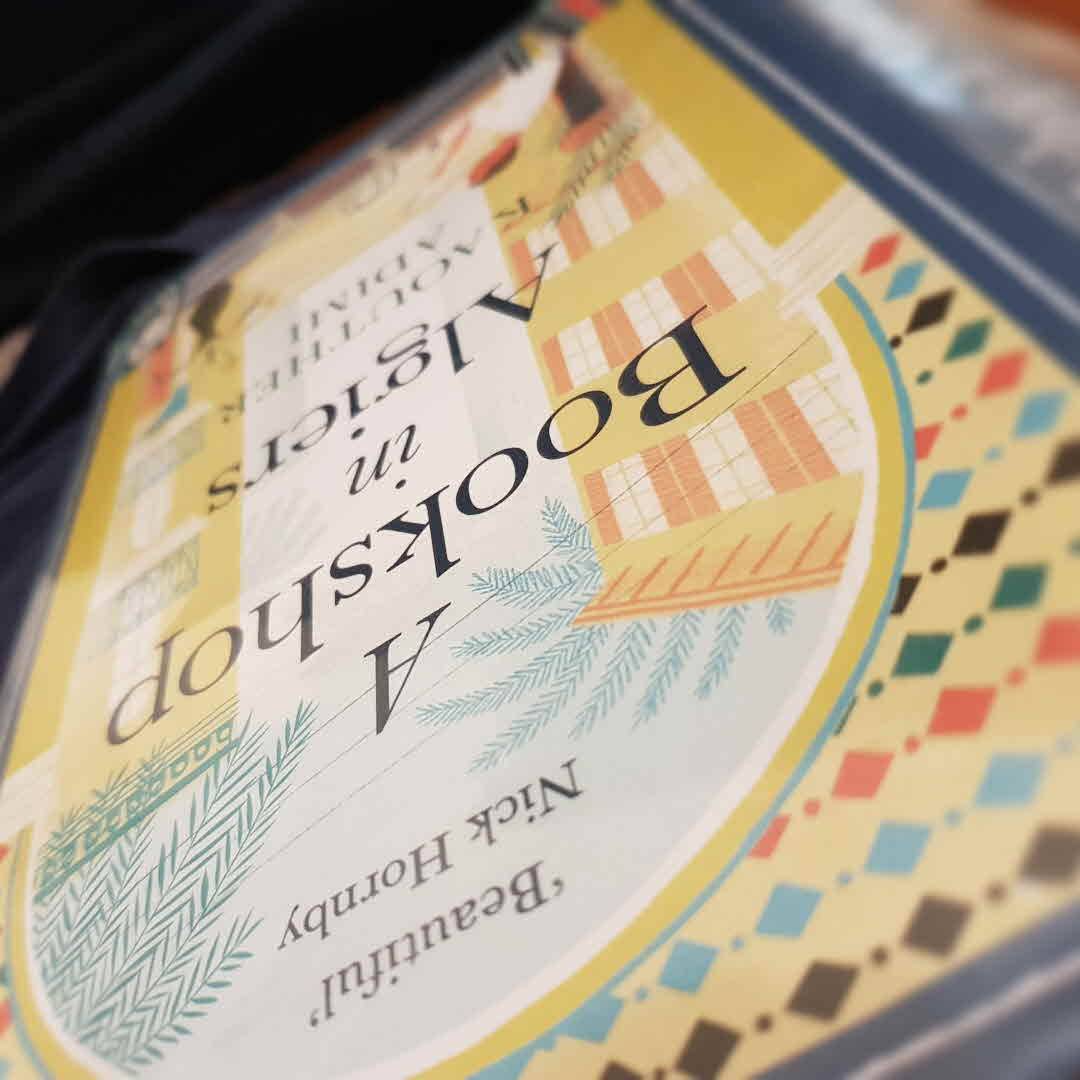 'Beautiful'
Nick Hornby
A
Bookshop
in
Algiers
KAOUTHER
ADIMI